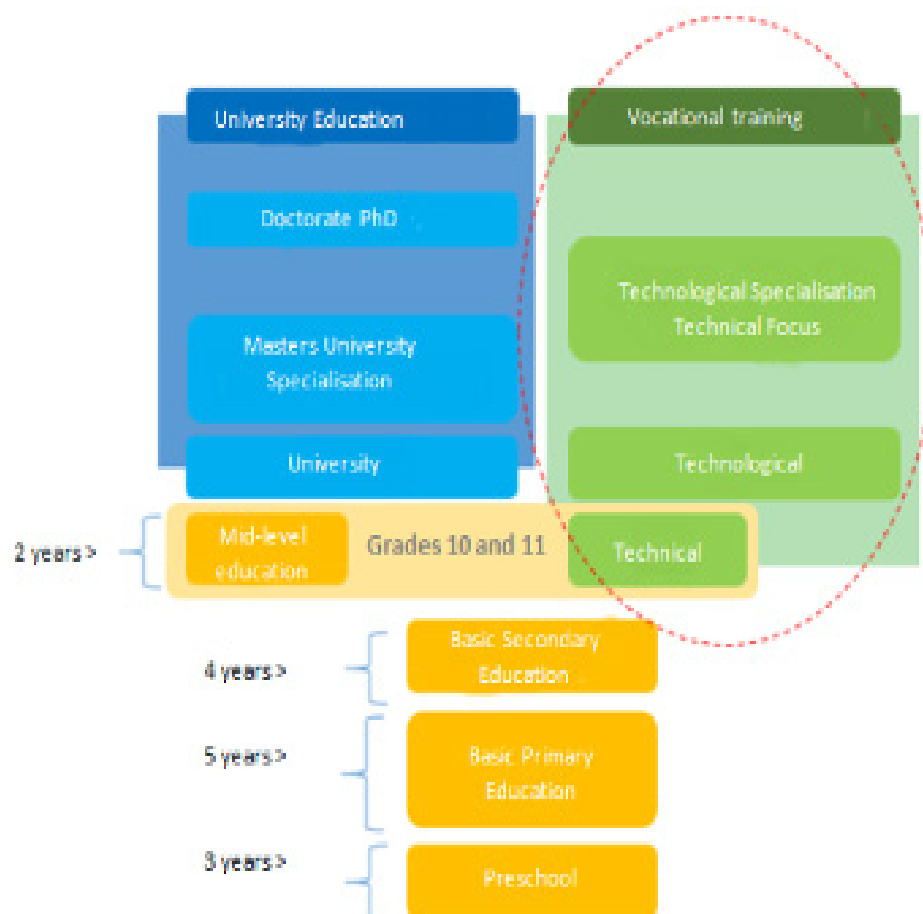 University Education
Vocational training
Doctorate PhD
Technological Specialisation
Technical Focus
Masters University
Specialisation
University
Technological
2 years >
Mid-level
education
Grades 10 and 11
Technical
4 years >
Basic Secondary
Education
5 years >
Basic Primary
Education
3 years >
Preschool